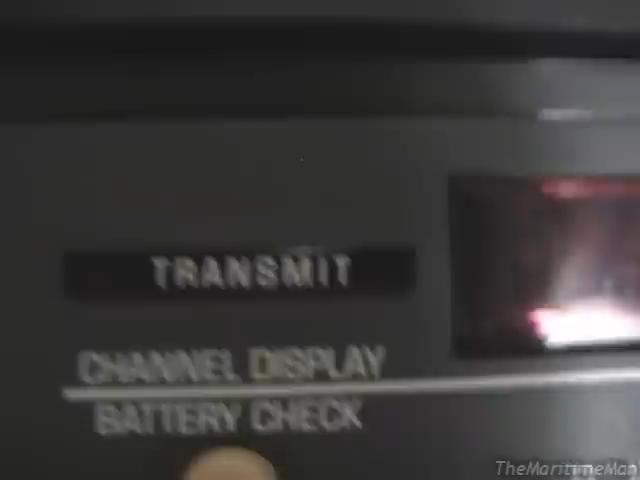 TRANSMIT
CHANNEL DISPLAY
BATTERY CHECK
TheMaritimeMan